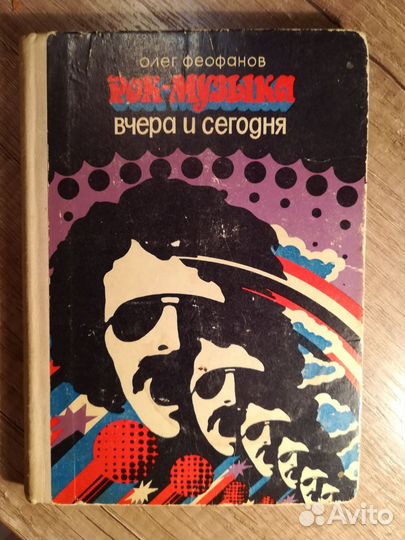 олег феофанов
Рок-музыка
вчера и сегодня
Avito